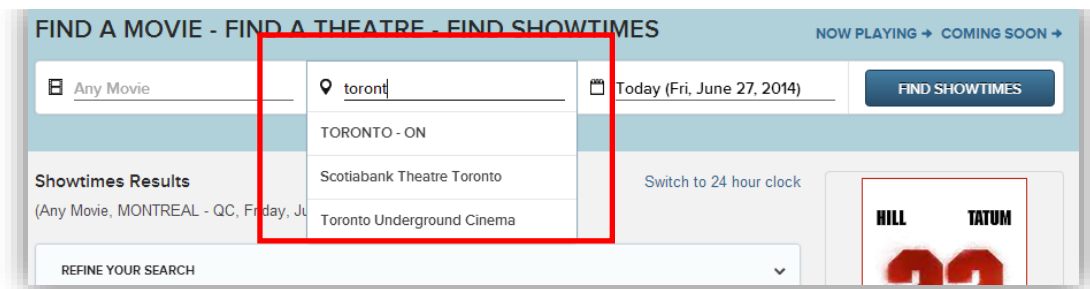 FIND A MOVIE - FIND A THEATRE - FIND SHOWTIMES
NOW PLAYING → COMING SOON →
Any Movie
toront
Today (Fri, June 27, 2014)
FIND SHOWTIMES
TORONTO - ON
Scotiabank Theatre Toronto
Toronto Underground Cinema
Showtimes Results
Switch to 24 hour clock
(Any Movie, MONTREAL - QC, Friday, Ju
HILL TATUM
22
REFINE YOUR SEARCH